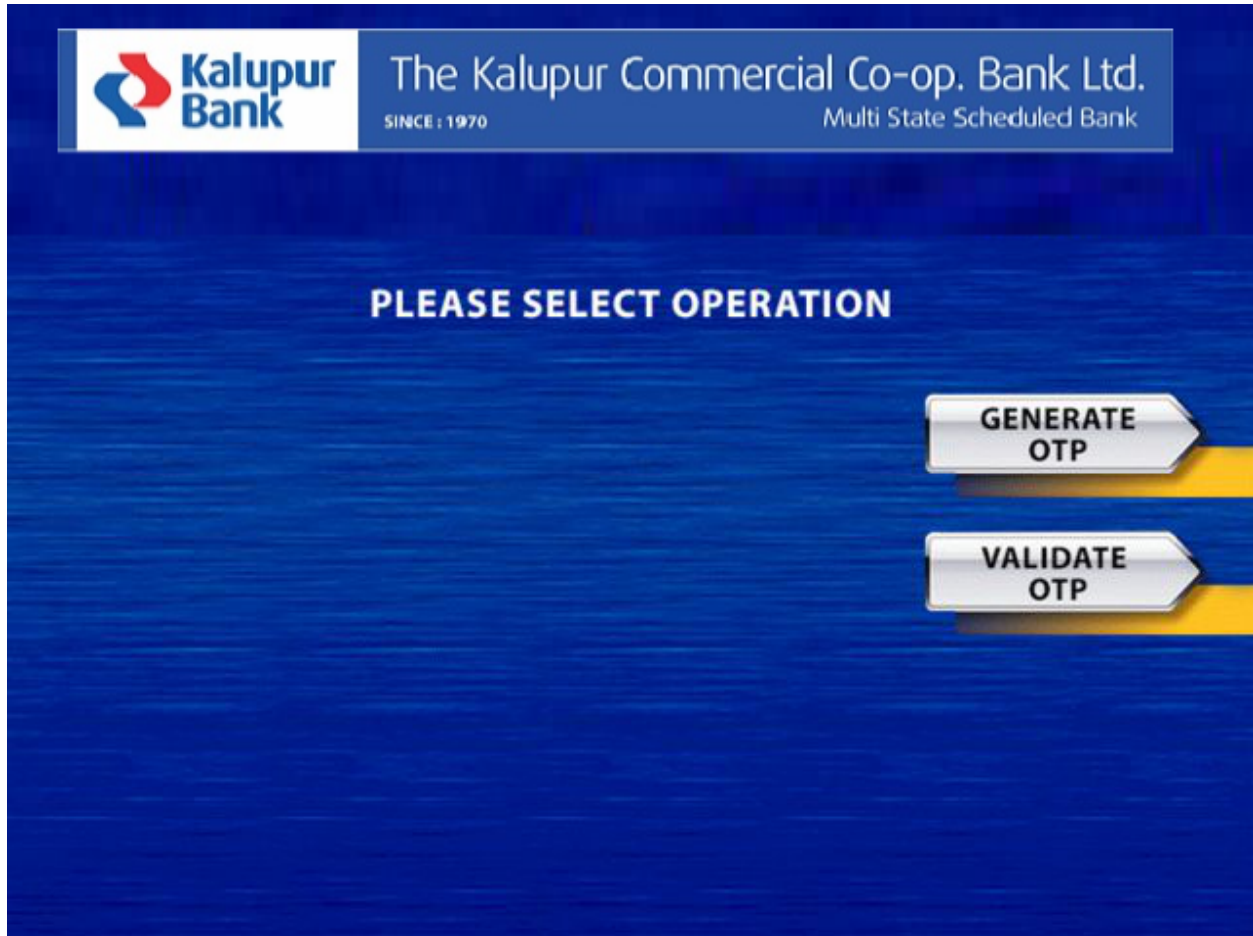 Kalupur
Bank
The Kalupur Commercial Co-op. Bank Ltd.
SINCE : 1970
Multi State Scheduled Bank
PLEASE SELECT OPERATION
GENERATE
OTP
VALIDATE
OTP